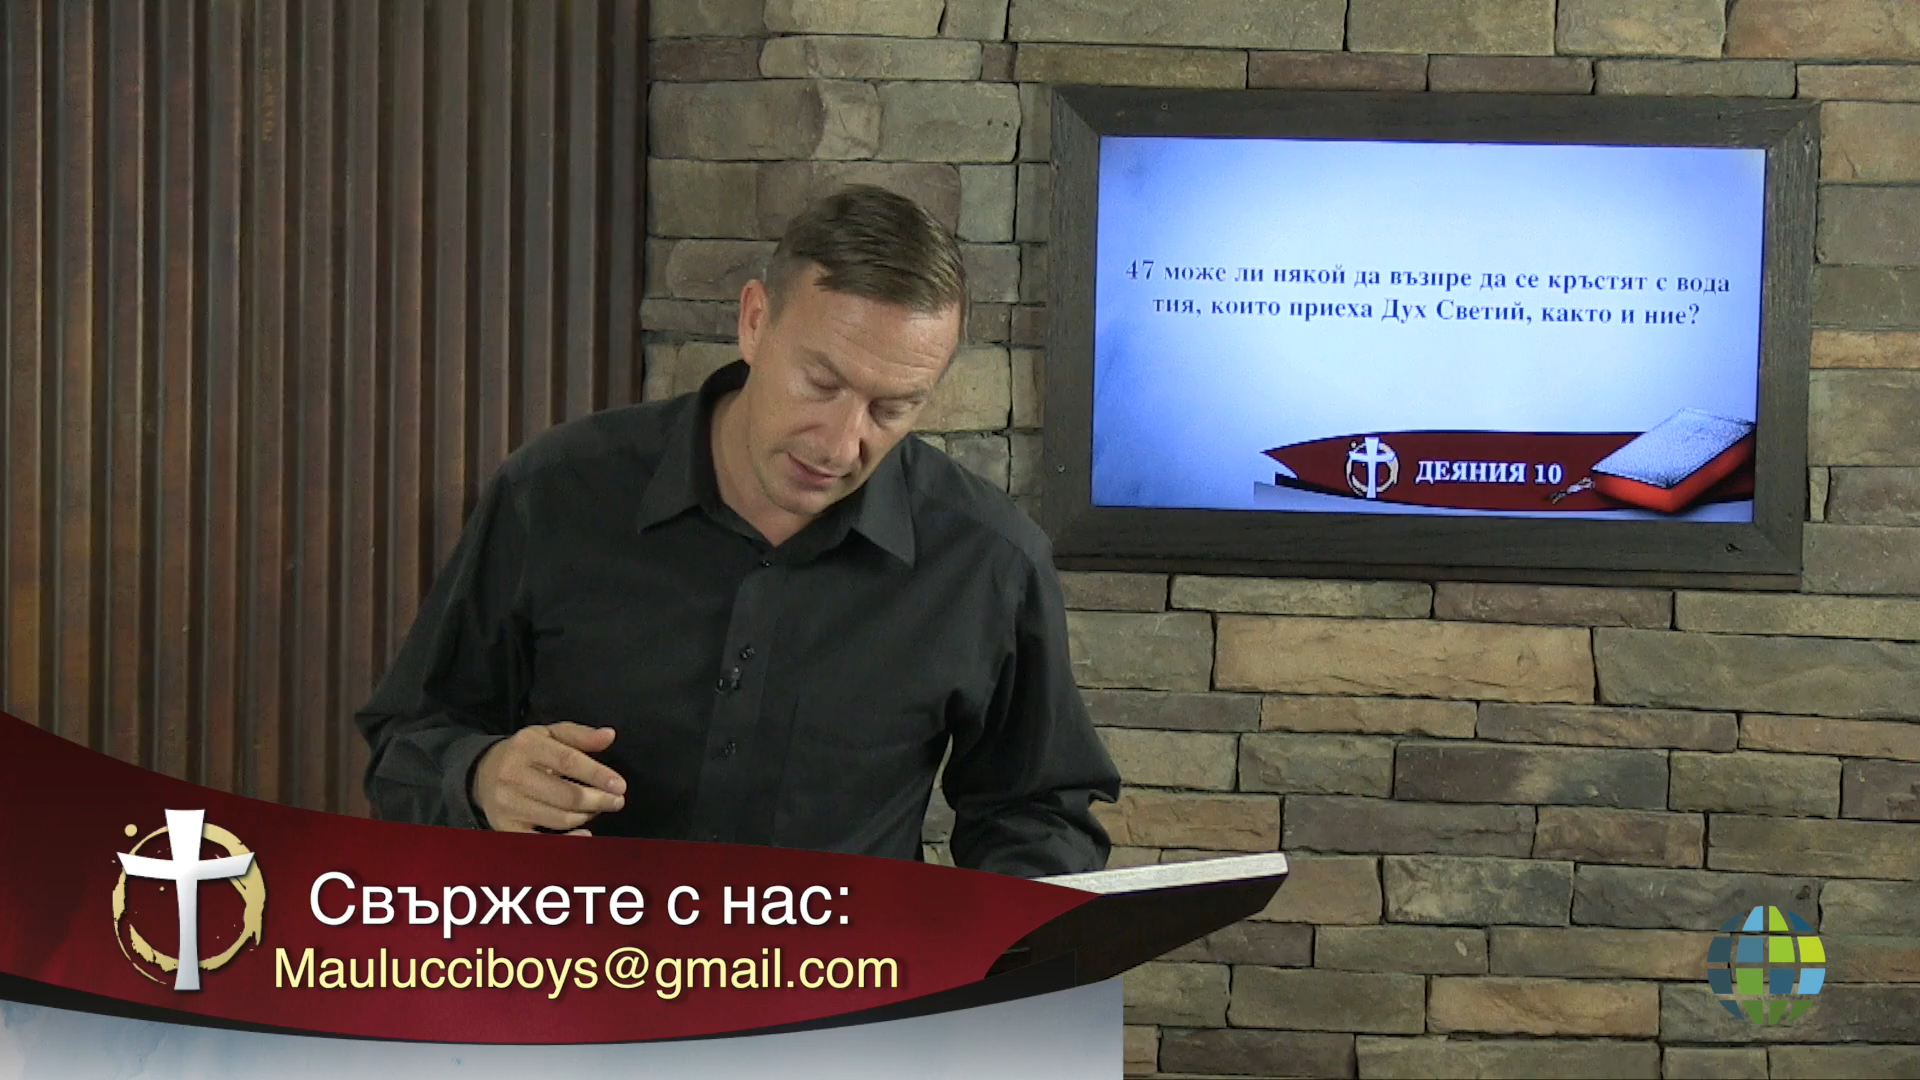 47 може ли някой да възпре да се кръстят с вода
тия, които приеха Дух Светий, както и ние?
ДЕЯНИЯ 10
Свържете с нас:
Maulucciboys@gmail.com